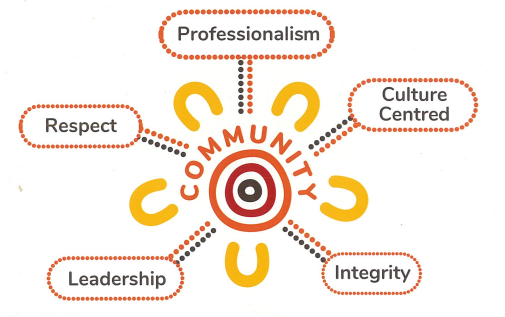 Professionalism
Culture
Centred
Respect
COMMUNITY
Leadership
Integrity